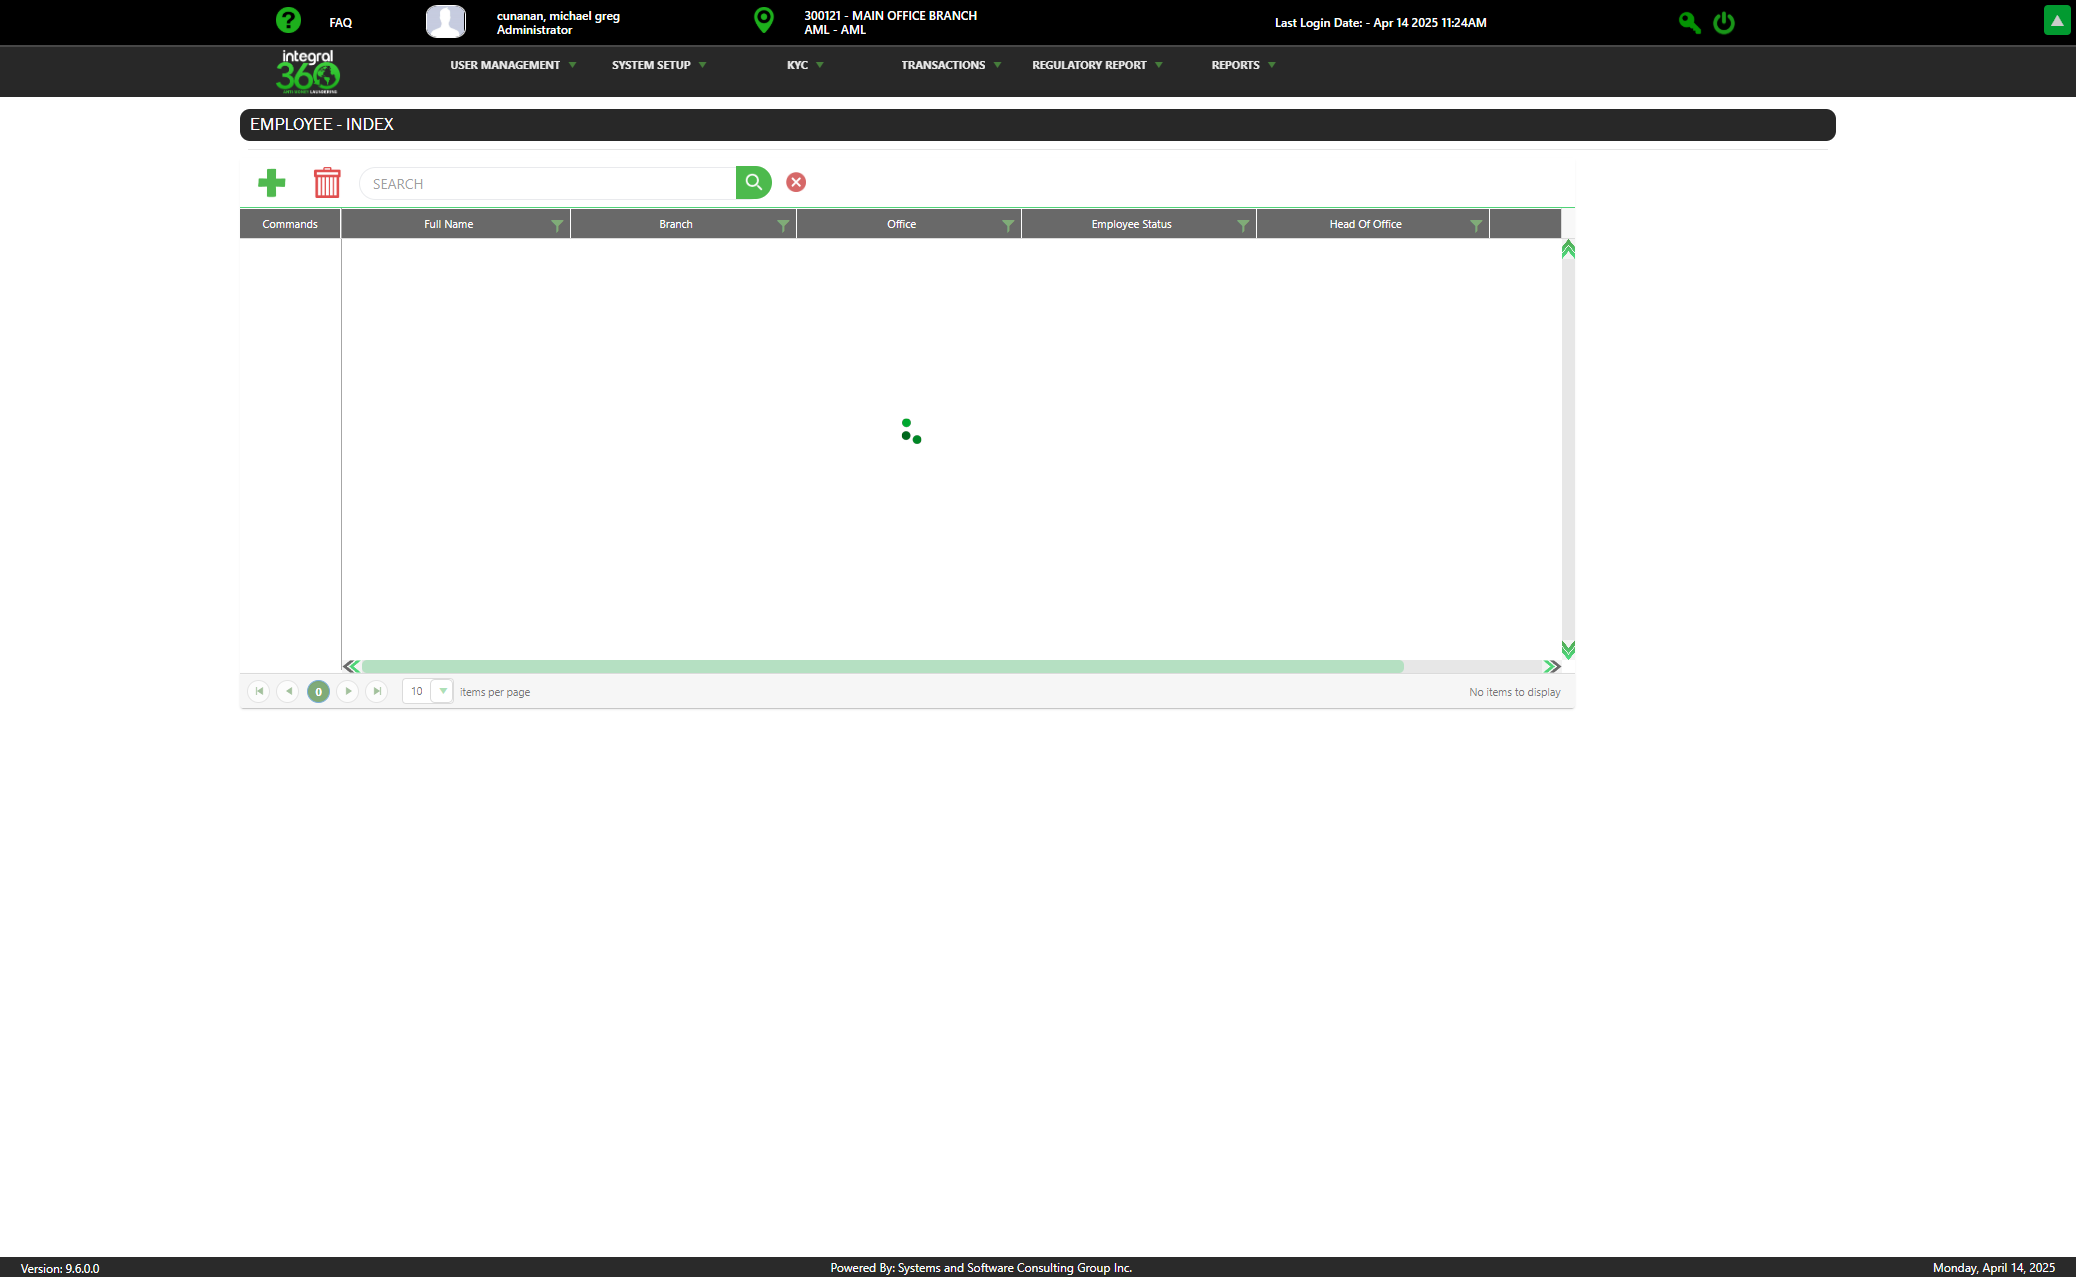 FAQ
cunanan, michael greg
Administrator
300121 - MAIN OFFICE BRANCH
AML - AML
Last Login Date: - Apr 14 2025 11:24AM
integral
360
USER MANAGEMENT
SYSTEM SETUP
KYC
TRANSACTIONS
REGULATORY REPORT
REPORTS
EMPLOYEE - INDEX
SEARCH
Commands
Full Name
Branch
Office
Employee Status
Head Of Office
0
10
items per page
No items to display
Version: 9.6.0.0
Powered By: Systems and Software Consulting Group Inc.
Monday, April 14, 2025